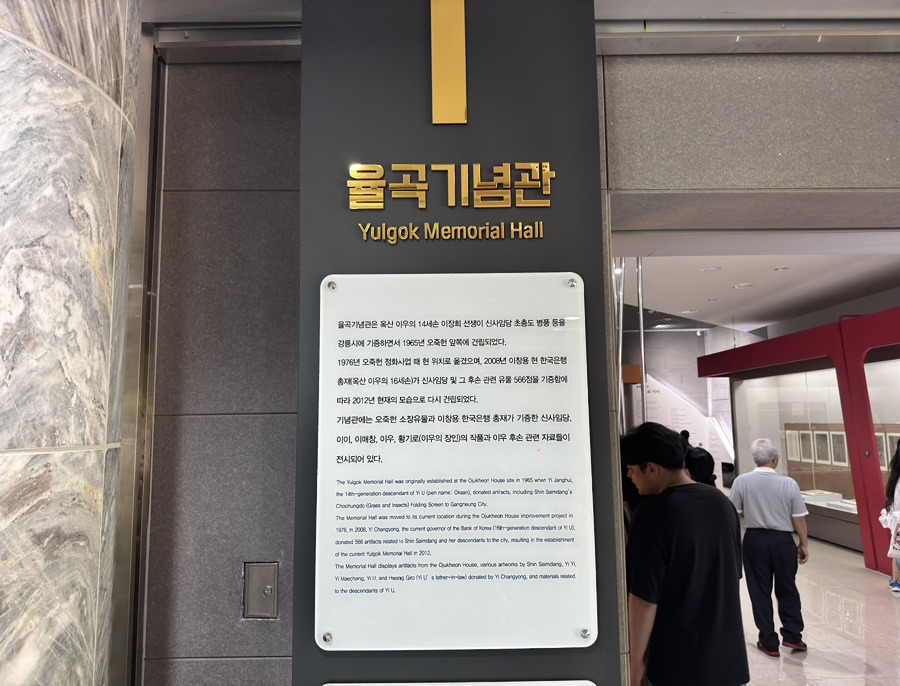 율곡기념관
Yulgok Memorial Hall
율곡기념관은 옥산 이우의 14세손 이장희 선생이 신사임당 초충도 병풍 등을
강릉시에 기증하면서 1965년 오죽헌 앞쪽에 건립되었다.
1976년 오죽헌 정화사업 때 현 위치로 옮겼으며, 2008년 이창용 현 한국은행
총재(옥산 이우의 16세손)가 신사임당 및 그 후손 관련 유물 566점을 기증함에
따라 2012년 현재의 모습으로 다시 건립되었다.
기념관에는 오죽헌 소장유물과 이창용 한국은행 총재가 기증한 신사임당,
이이, 이매창, 이우, 황기로(이우의 장인)의 작품과 이우 후손 관련 자료들이
전시되어 있다.
The Yulgok Memorial Hall was originally established at the Ojukheon House site in 1965 when Yi Janghui,
the 14th-generation descendant of Yi U (pen name: Oksan), donated artifacts, including Shin Saimdang's
Chochungdo (Grass and Insects) Folding Screen to Gangneung City.
The Memorial Hall was moved to its current location during the Ojukheon House improvement project in
1976. In 2008, Yi Changyong, the current governor of the Bank of Korea (16th-generation descendant of Yi U),
donated 566 artifacts related to Shin Saimdang and her descendants to the city, resulting in the establishment
of the current Yulgok Memorial Hall in 2012.
The Memorial Hall displays artifacts from the Ojukheon House, various artworks by Shin Saimdang, Yi Yi,
Yi Maechang, Yi U, and Hwang Giro (Yi U's father-in-law) donated by Yi Changyong, and materials related
to the descendants of Yi U.